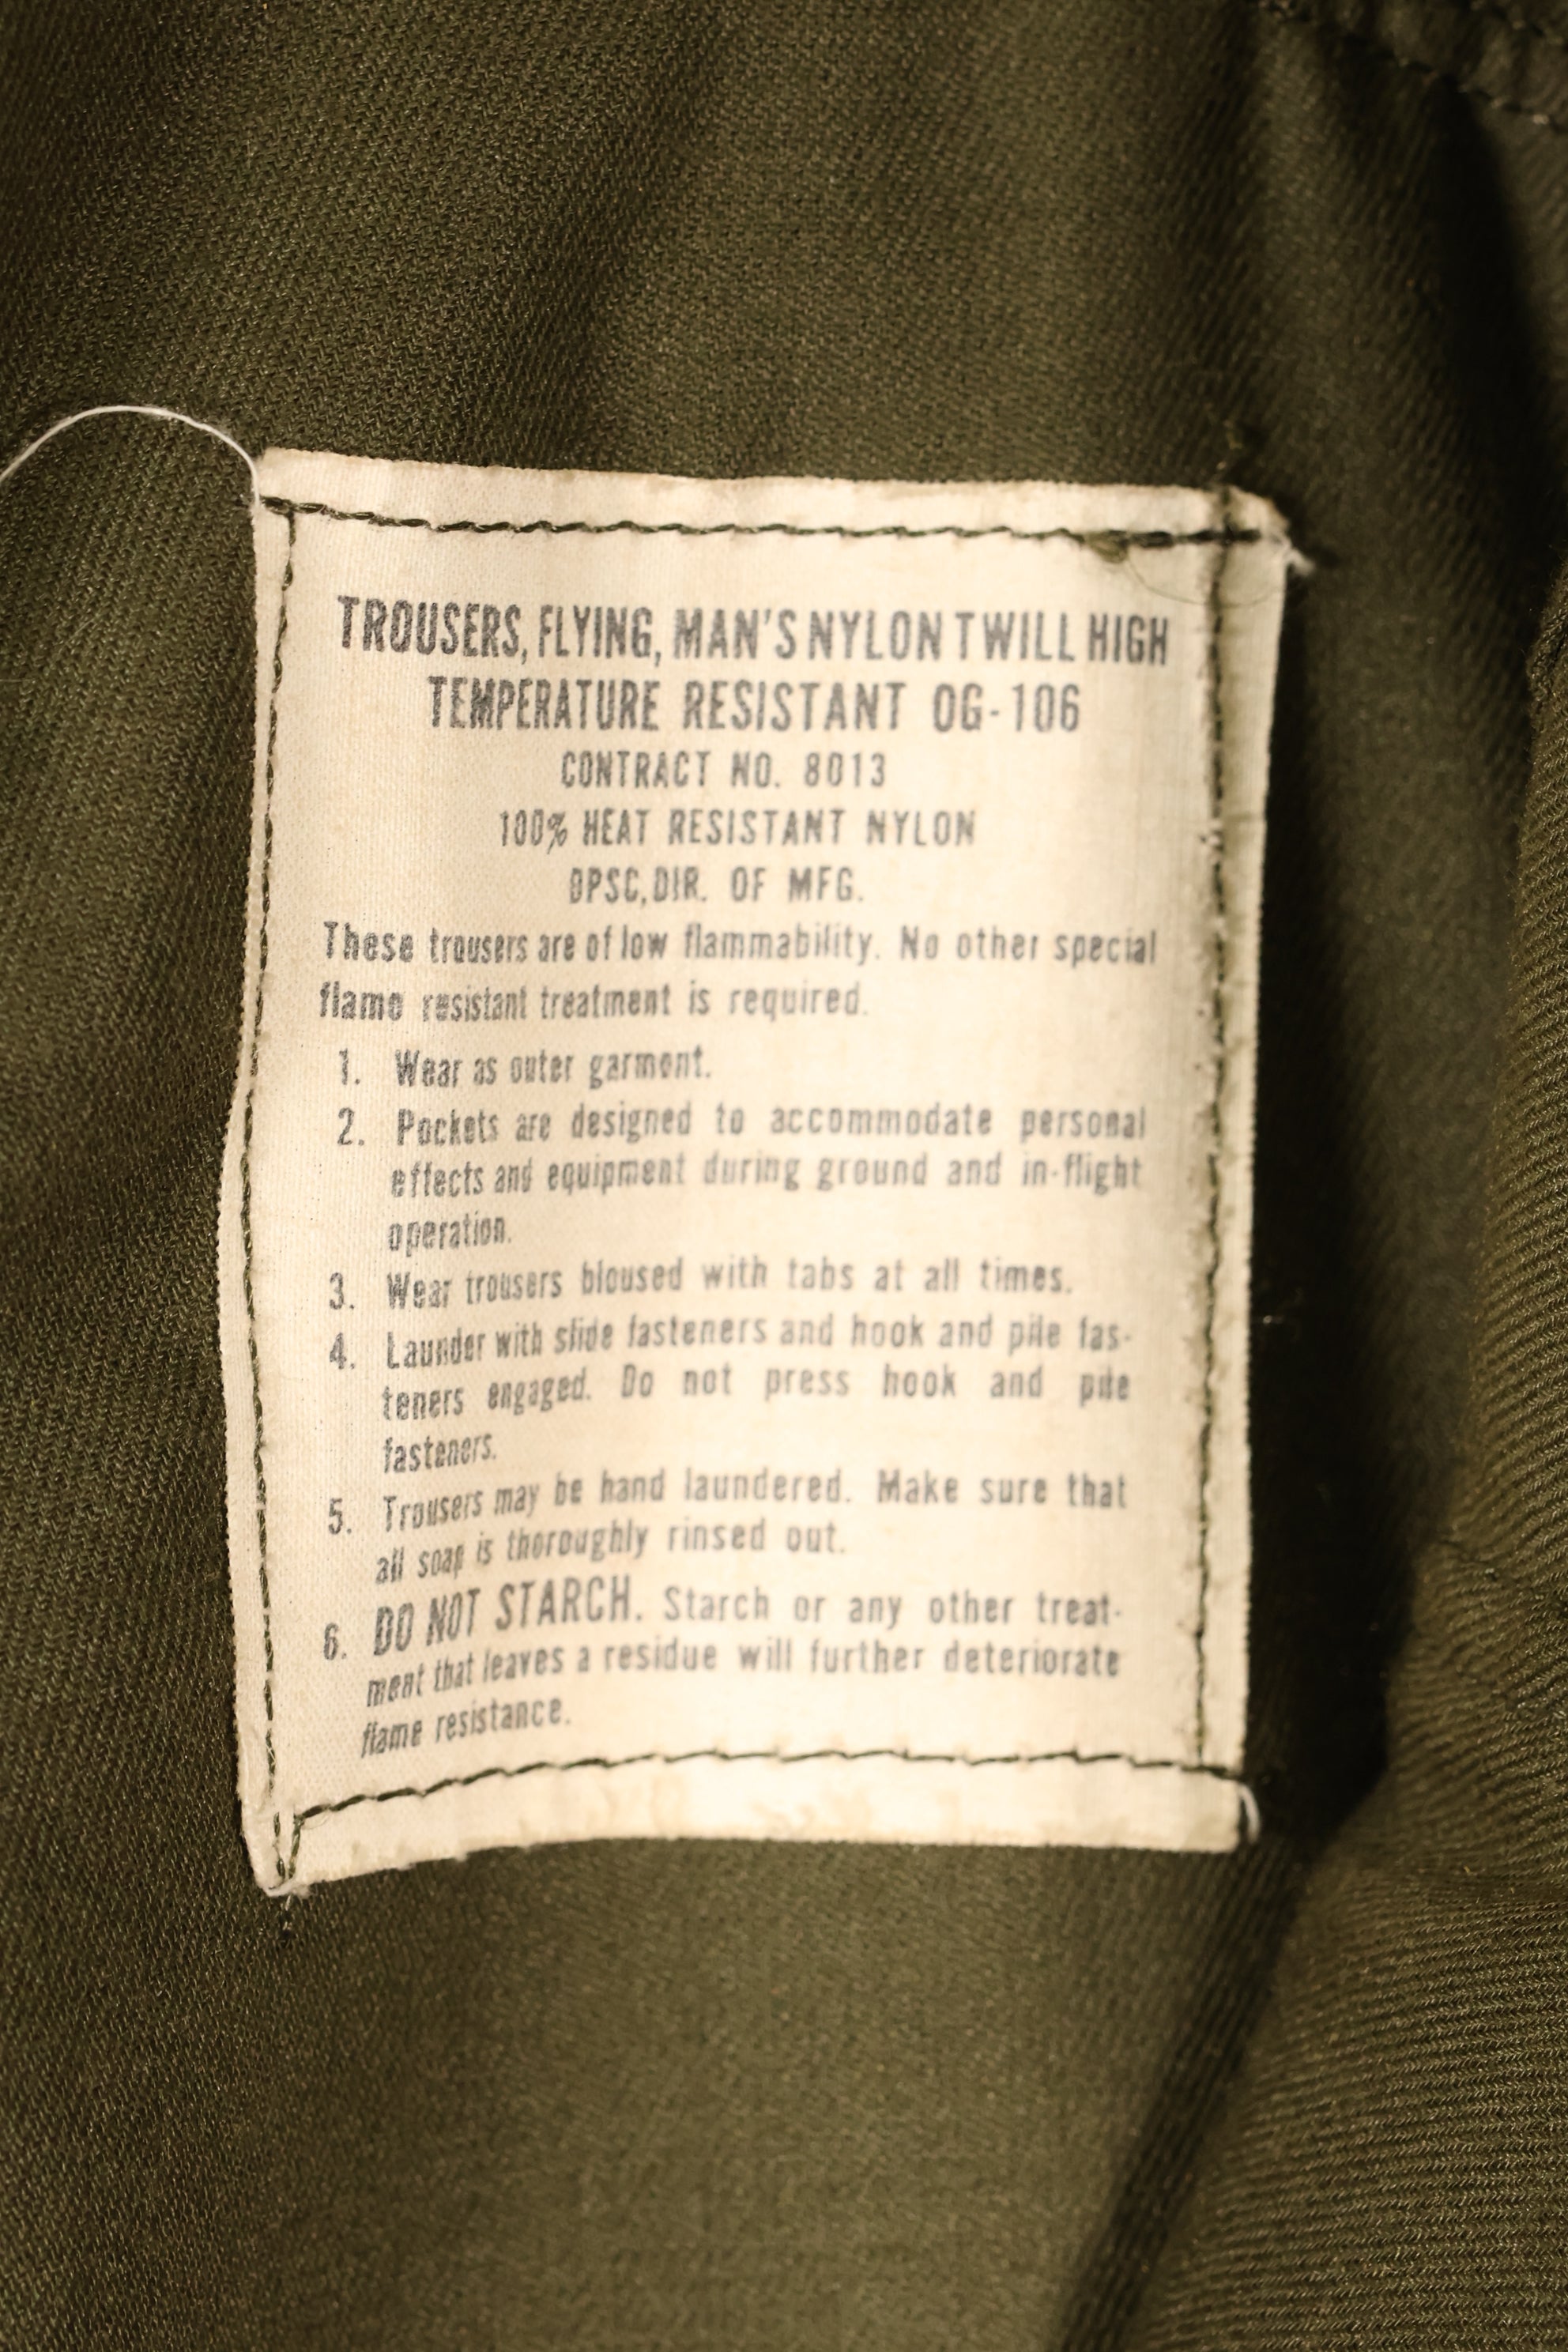 TROUSERS, FLYING, MAN'S NYLON TWILL HIGH
TEMPERATURE RESISTANT OG-106
CONTRACT NO. 8013
100% HEAT RESISTANT NYLON
DPSC, DIR. OF MFG.
These trousers are of low flammability. No other special
flame resistant treatment is required.
1. Wear as outer garment.
2. Pockets are designed to accommodate personal
effects and equipment during ground and in-flight
operation.
3. Wear trousers bloused with tabs at all times.
4. Launder with slide fasteners and hook and pile fas-
teners engaged. Do not press hook and pile
fasteners.
5. Trousers may be hand laundered. Make sure that
all soap is thoroughly rinsed out.
6. DO NOT STARCH. Starch or any other treat-
ment that leaves a residue will further deteriorate
flame resistance.